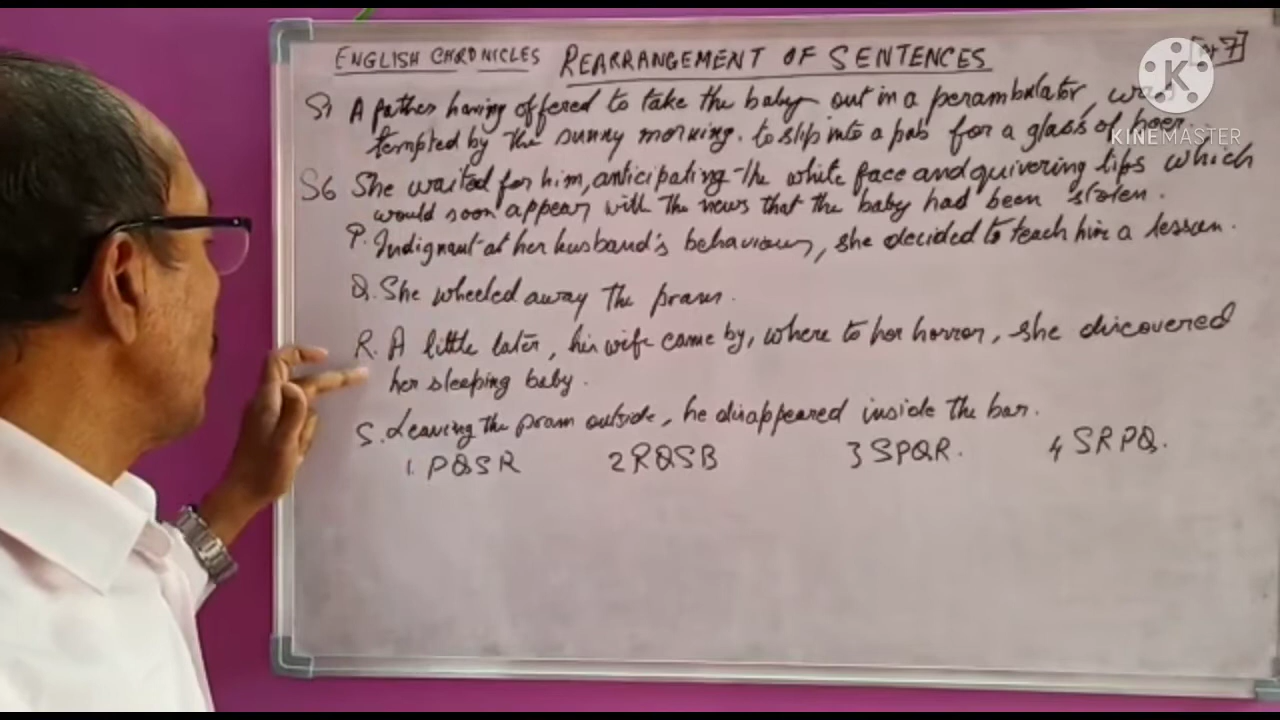 ENGLISH CHRONICLES REARRANGEMENT OF SENTENCES
S1 A father having offered to take the baby out in a perambulator, was
tempted by the sunny morning. to slip into a pab for a glass of beer.
S6 She waited for him, anticipating the white face and quivering lips which
would soon appear with the news that the baby had been stolen.
P. Indignant at her husband's behaviour, she decided to teach him a lesson.
Q. She wheeled away the pram.
R. A little later, his wife came by, where to her horror, she discovered
her sleeping baby.
S. Leaving the pram outside, he disappeared inside the bar.
1. PQSR 2 RQSB 3 SPQR. 4 SRPQ.
K
KINEMASTER